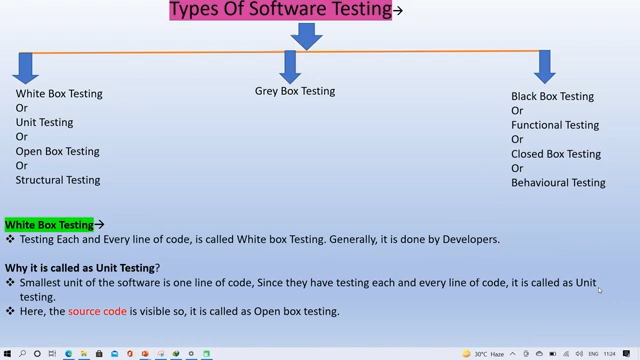 Types Of Software Testing→
White Box Testing
Or
Unit Testing
Or
Open Box Testing
Or
Structural Testing
Grey Box Testing
Black Box Testing
Or
Functional Testing
Or
Closed Box Testing
Or
Behavioural Testing
White Box Testing→
❖ Testing Each and Every line of code, is called White box Testing. Generally, it is done by Developers.
Why it is called as Unit Testing?
❖ Smallest unit of the software is one line of code, Since they have testing each and every line of code, it is called as Unit
testing.
❖ Here, the source code is visible so, it is called as Open box testing.
30°C Haze
ENG
11:24